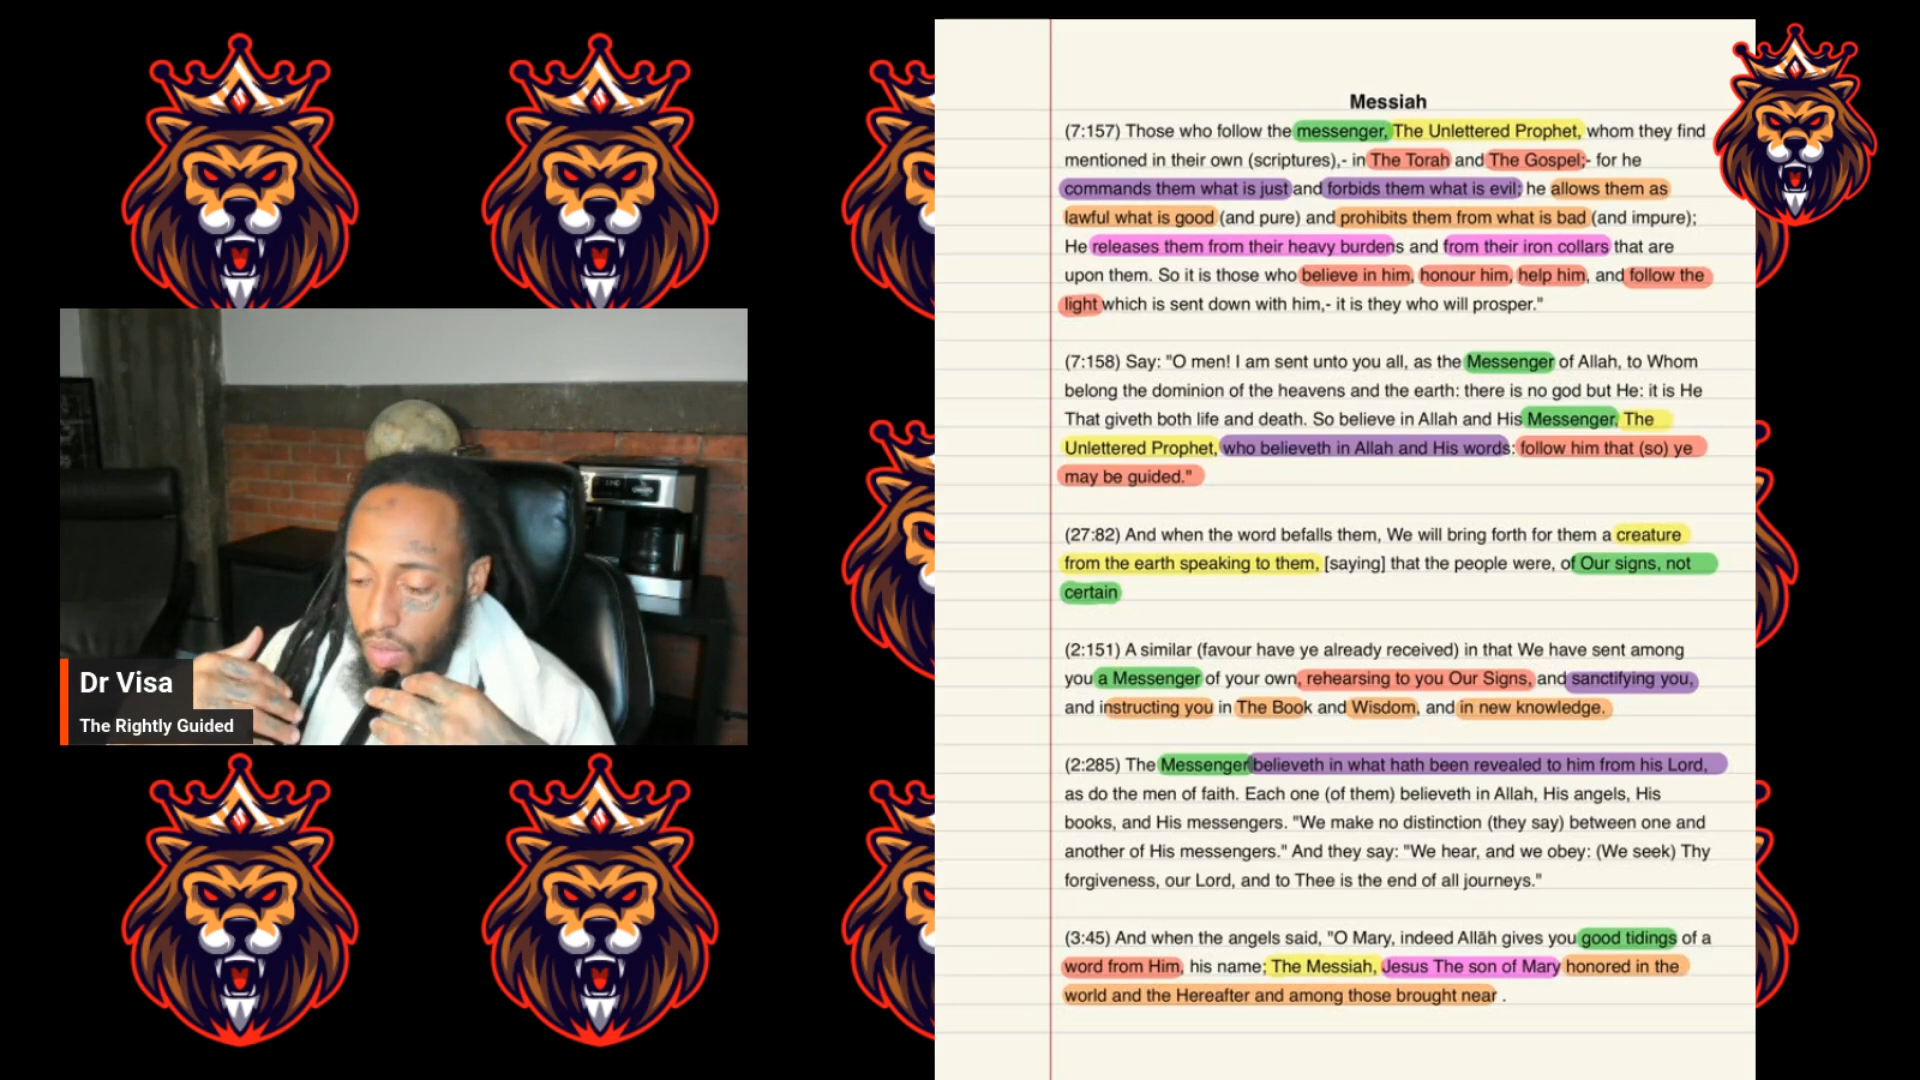 Messiah
(7:157) Those who follow the messenger, The Unlettered Prophet, whom they find
mentioned in their own (scriptures),- in The Torah and The Gospel;- for he
commands them what is just and forbids them what is evil; he allows them as
lawful what is good (and pure) and prohibits them from what is bad (and impure);
He releases them from their heavy burdens and from their iron collars that are
upon them. So it is those who believe in him, honour him, help him, and follow the
light which is sent down with him,- it is they who will prosper."
(7:158) Say: "O men! I am sent unto you all, as the Messenger of Allah, to Whom
belong the dominion of the heavens and the earth: there is no god but He: it is He
That giveth both life and death. So believe in Allah and His Messenger, The
Unlettered Prophet, who believeth in Allah and His words: follow him that (so) ye
may be guided."
(27:82) And when the word befalls them, We will bring forth for them a creature
from the earth speaking to them, [saying] that the people were, of Our signs, not
certain
(2:151) A similar (favour have ye already received) in that We have sent among
you a Messenger of your own, rehearsing to you Our Signs, and sanctifying you,
and instructing you in The Book and Wisdom, and in new knowledge.
(2:285) The Messenger believeth in what hath been revealed to him from his Lord,
as do the men of faith. Each one (of them) believeth in Allah, His angels, His
books, and His messengers. "We make no distinction (they say) between one and
another of His messengers." And they say: "We hear, and we obey: (We seek) Thy
forgiveness, our Lord, and to Thee is the end of all journeys."
(3:45) And when the angels said, "O Mary, indeed Allāh gives you good tidings of a
word from Him, his name; The Messiah, Jesus The son of Mary honored in the
world and the Hereafter and among those brought near .
Dr Visa
The Rightly Guided